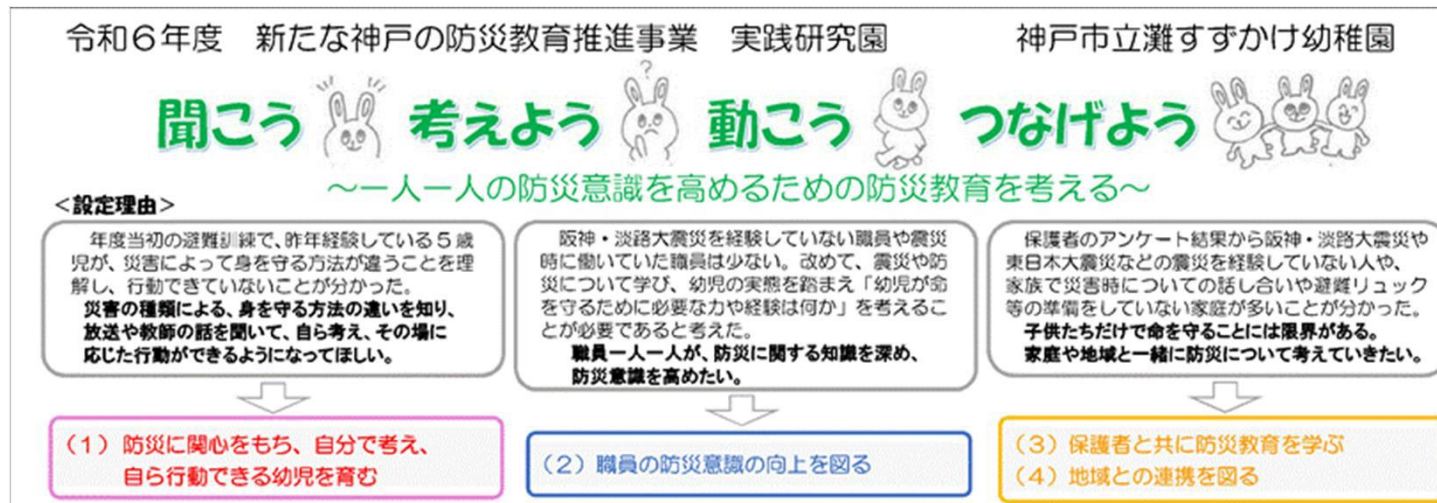 令和６年度　新たな神戸の防災教育推進事業　実践研究園　神戸市立灘すずかけ幼稚園
聞こう　考えよう　動こう　つなげよう
?
～一人一人の防災意識を高めるための防災教育を考える～
＜設定理由＞
年度当初の避難訓練で、昨年経験している５歳
児が、災害によって身を守る方法が違うことを理
解し、行動できていないことが分かった。
災害の種類による、身を守る方法の違いを知り、
放送や教師の話を聞いて、自ら考え、その場に
応じた行動ができるようになってほしい。
阪神・淡路大震災を経験していない職員や震災
時に働いていた職員は少ない。改めて、震災や防
災について学び、幼児の実態を踏まえ「幼児が命
を守るために必要な力や経験は何か」を考えるこ
とが必要であると考えた。
職員一人一人が、防災に関する知識を深め、
防災意識を高めたい。
保護者のアンケート結果から阪神・淡路大震災や
東日本大震災などの震災を経験していない人や、
家族で災害時についての話し合いや避難リュック
等の準備をしていない家庭が多いことが分かった。
子供たちだけで命を守ることには限界がある。
家庭や地域と一緒に防災について考えていきたい。
（１）防災に関心をもち、自分で考え、
自ら行動できる幼児を育む
（２）職員の防災意識の向上を図る
（３）保護者と共に防災教育を学ぶ
（４）地域との連携を図る